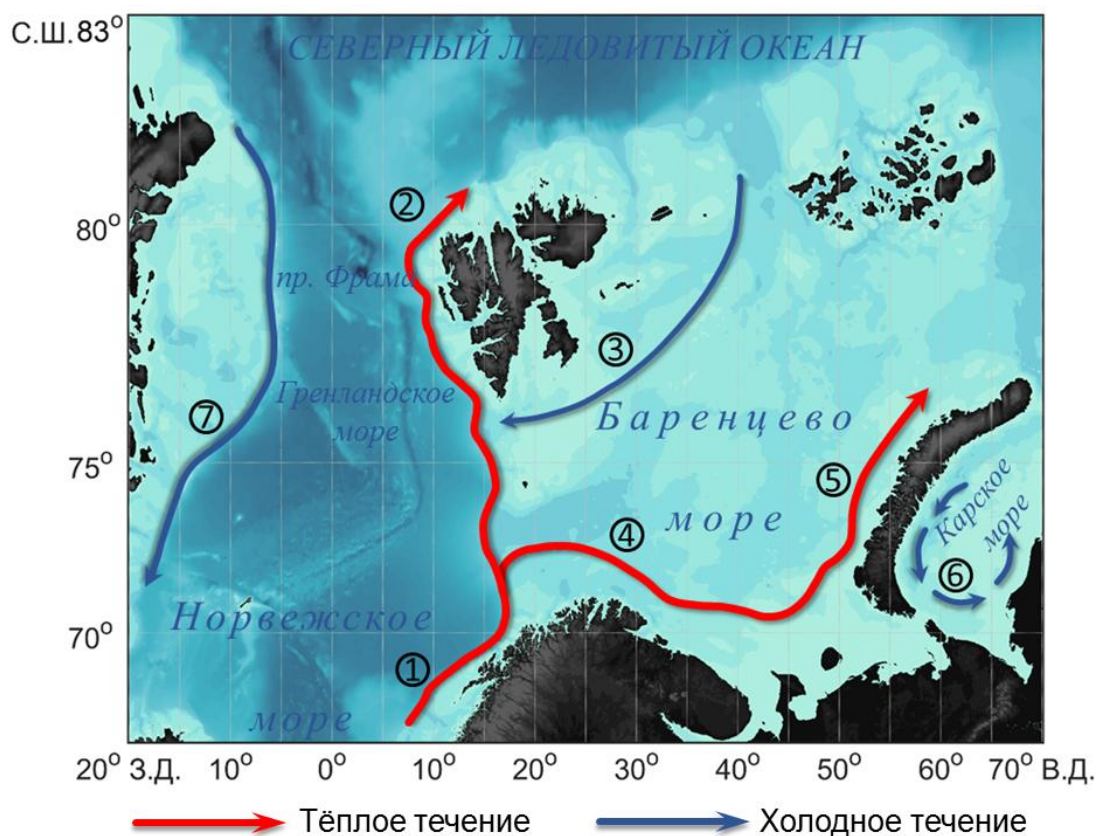 С.Ш. 83°
СЕВЕРНЫЙ ЛЕДОВИТЫЙ ОКЕАН
②
80°
пр. Фрама
③
Гренландское
море
Баренцево
⑦
75°
⑤
Карское
море
море
④
⑥
Норвежское
70°
①
море
20° З.Д. 10° 0° 10° 20° 30° 40° 50° 60° 70° В.Д.
Тёплое течение
Холодное течение